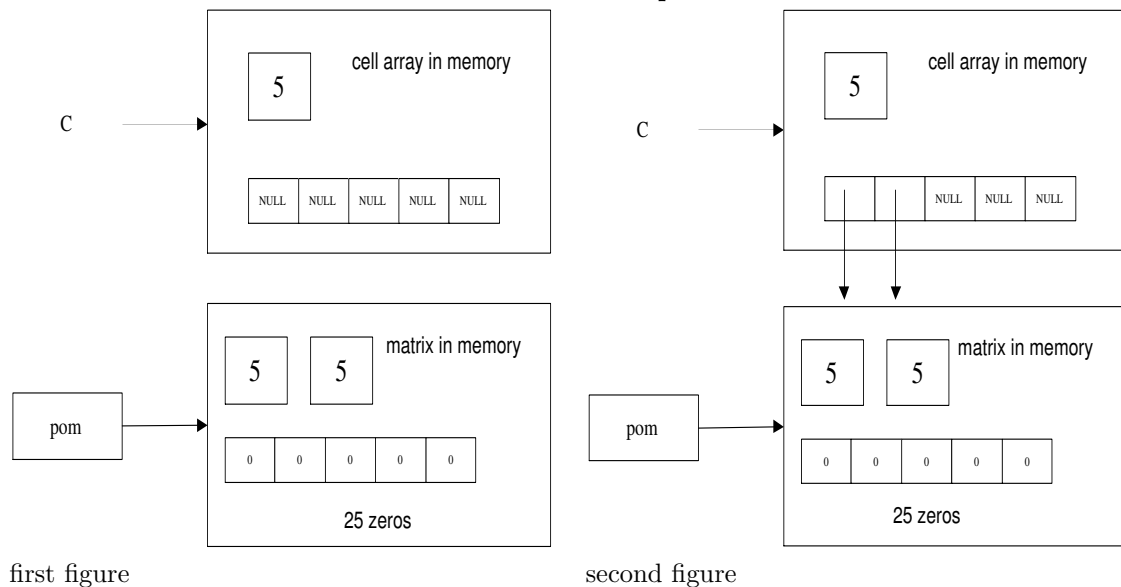 cell array in memory
5
C
NULL NULL NULL NULL NULL
matrix in memory
5 5
pom
0 0 0 0 0
25 zeros
first figure
cell array in memory
5
C
NULL NULL NULL
matrix in memory
5 5
pom
0 0 0 0 0
25 zeros
second figure